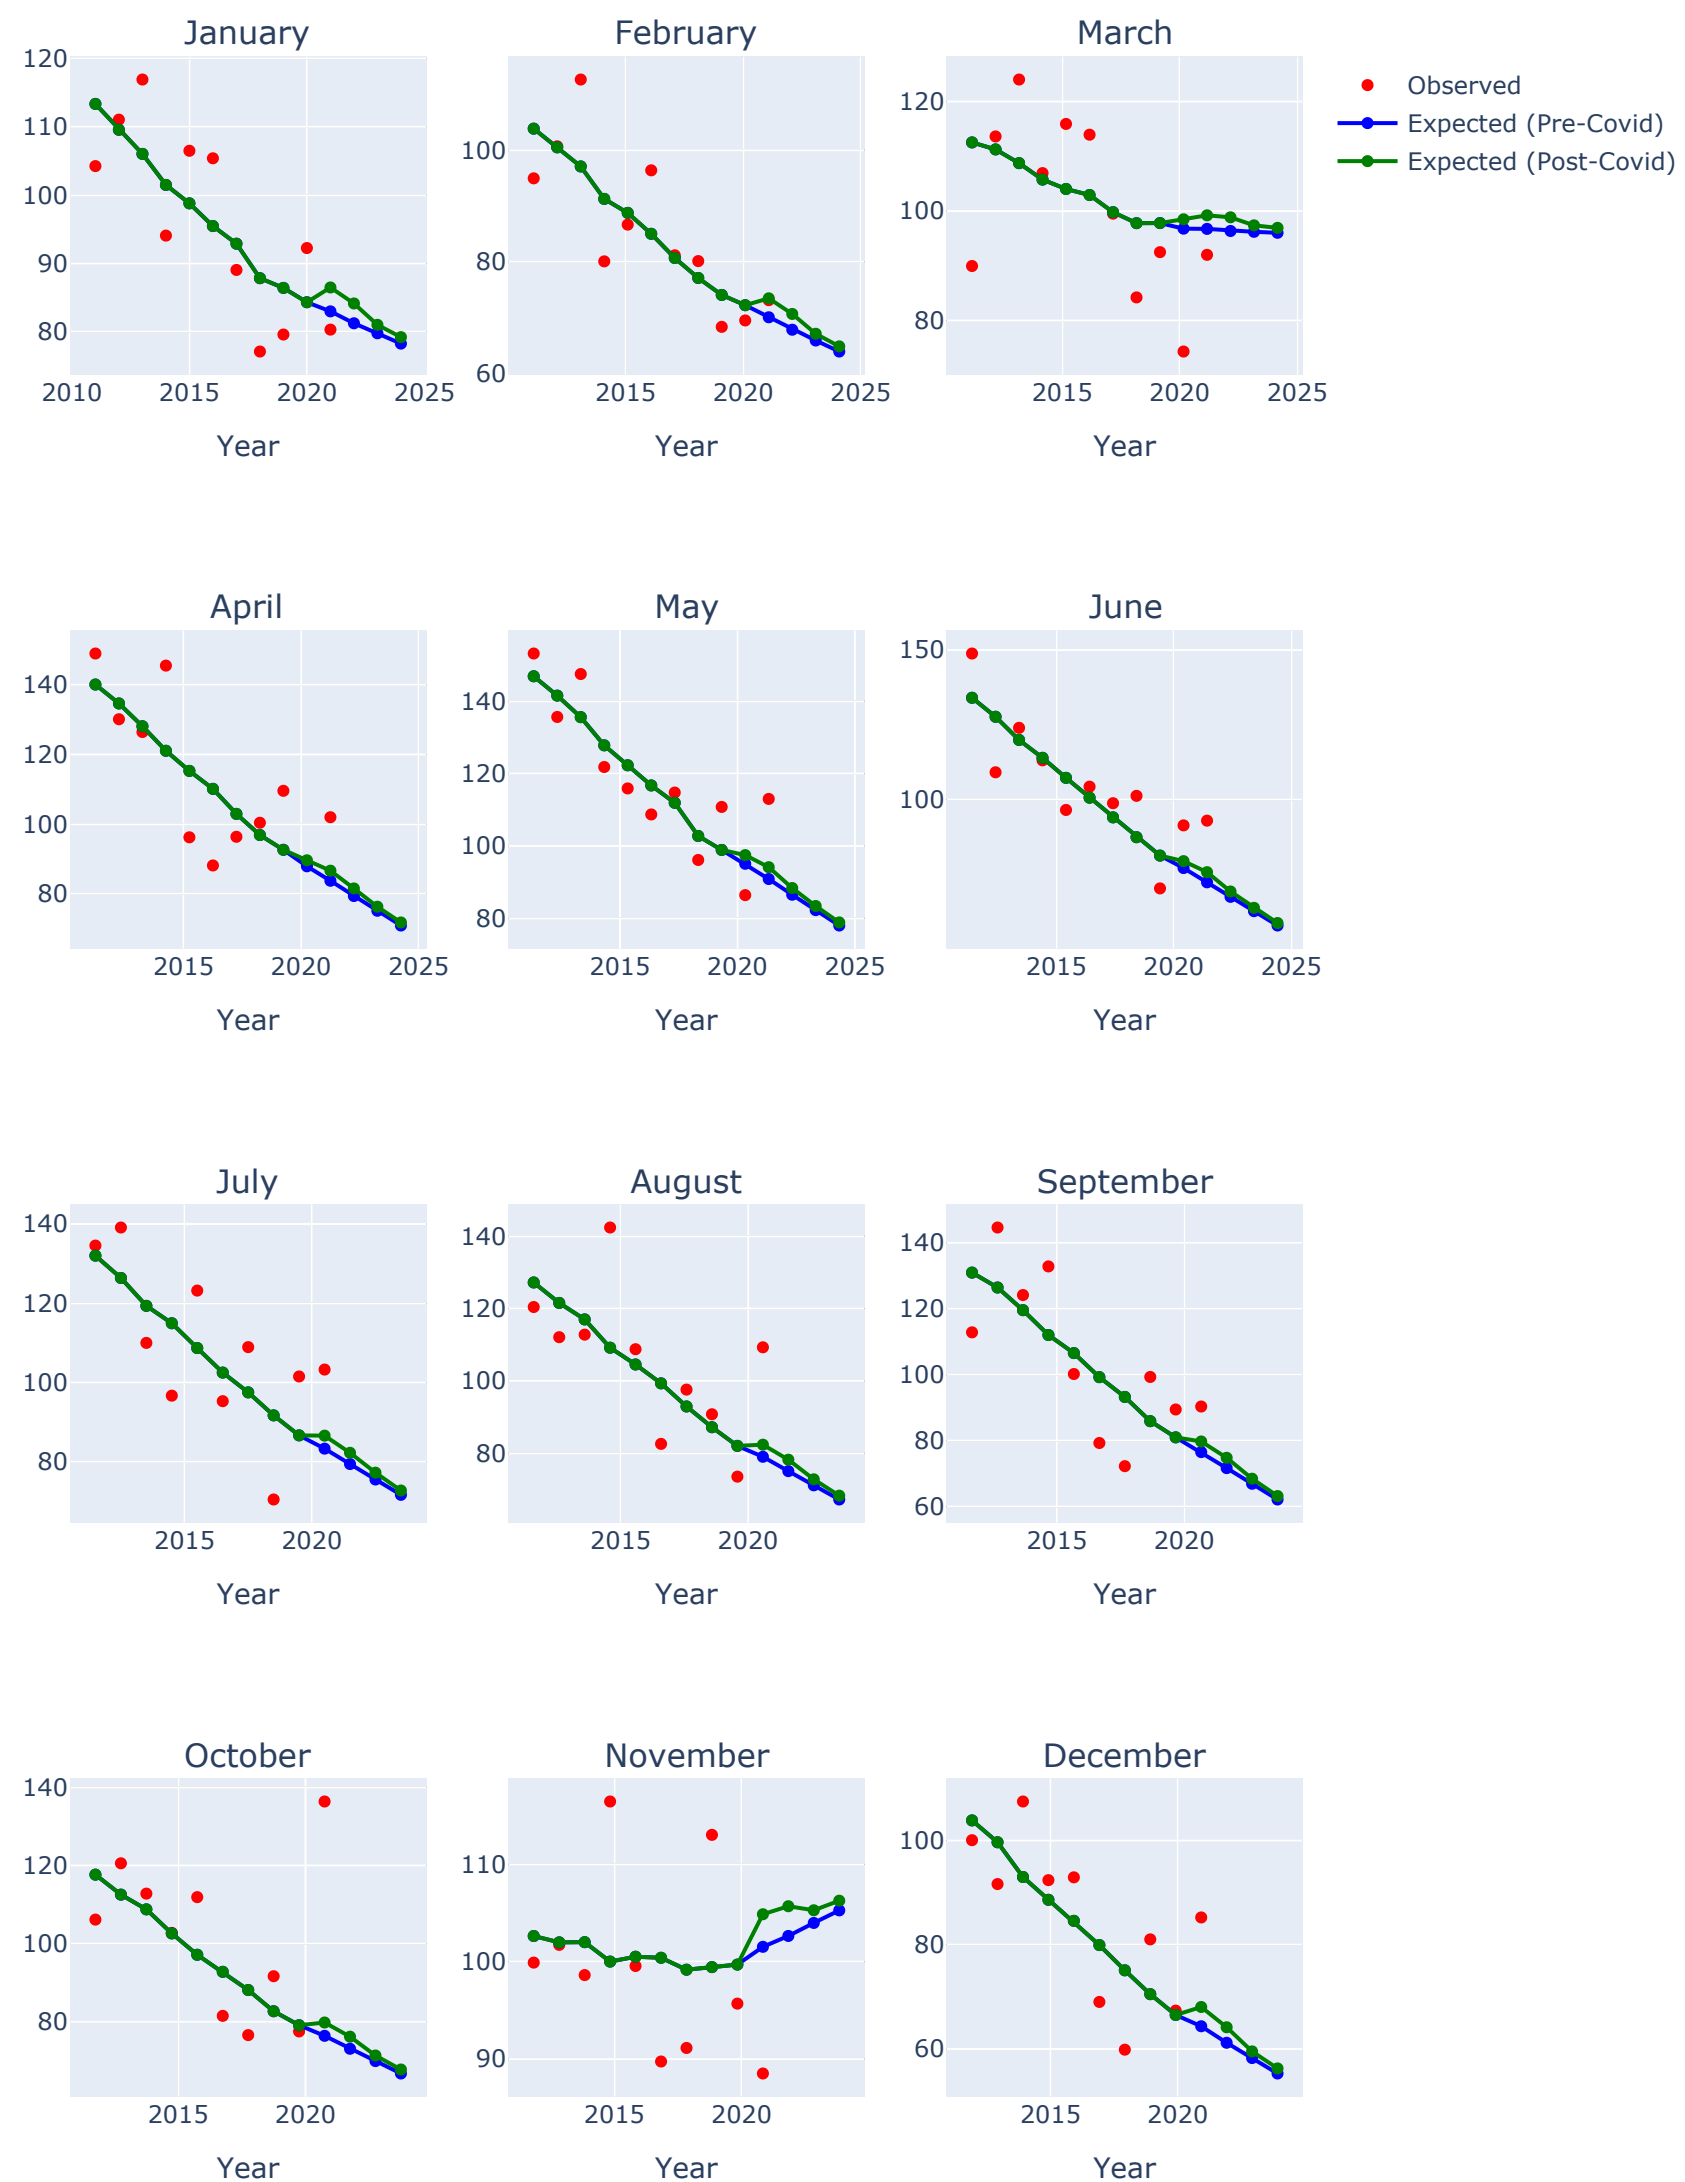 January
February
March
120
110
100
90
80
2010
2015
2020
2025
Year
100
80
60
2015
2020
2025
Year
120
100
80
2015
2020
2025
Year
Observed
Expected (Pre-Covid)
Expected (Post-Covid)
April
May
June
140
120
100
80
2015
2020
2025
Year
140
120
100
80
2015
2020
2025
Year
150
100
2015
2020
2025
Year
July
August
September
140
120
100
80
2015
2020
Year
140
120
100
80
2015
2020
Year
140
120
100
80
60
2015
2020
Year
October
November
December
140
120
100
80
2015
2020
Year
110
100
90
2015
2020
Year
100
80
60
2015
2020
Year